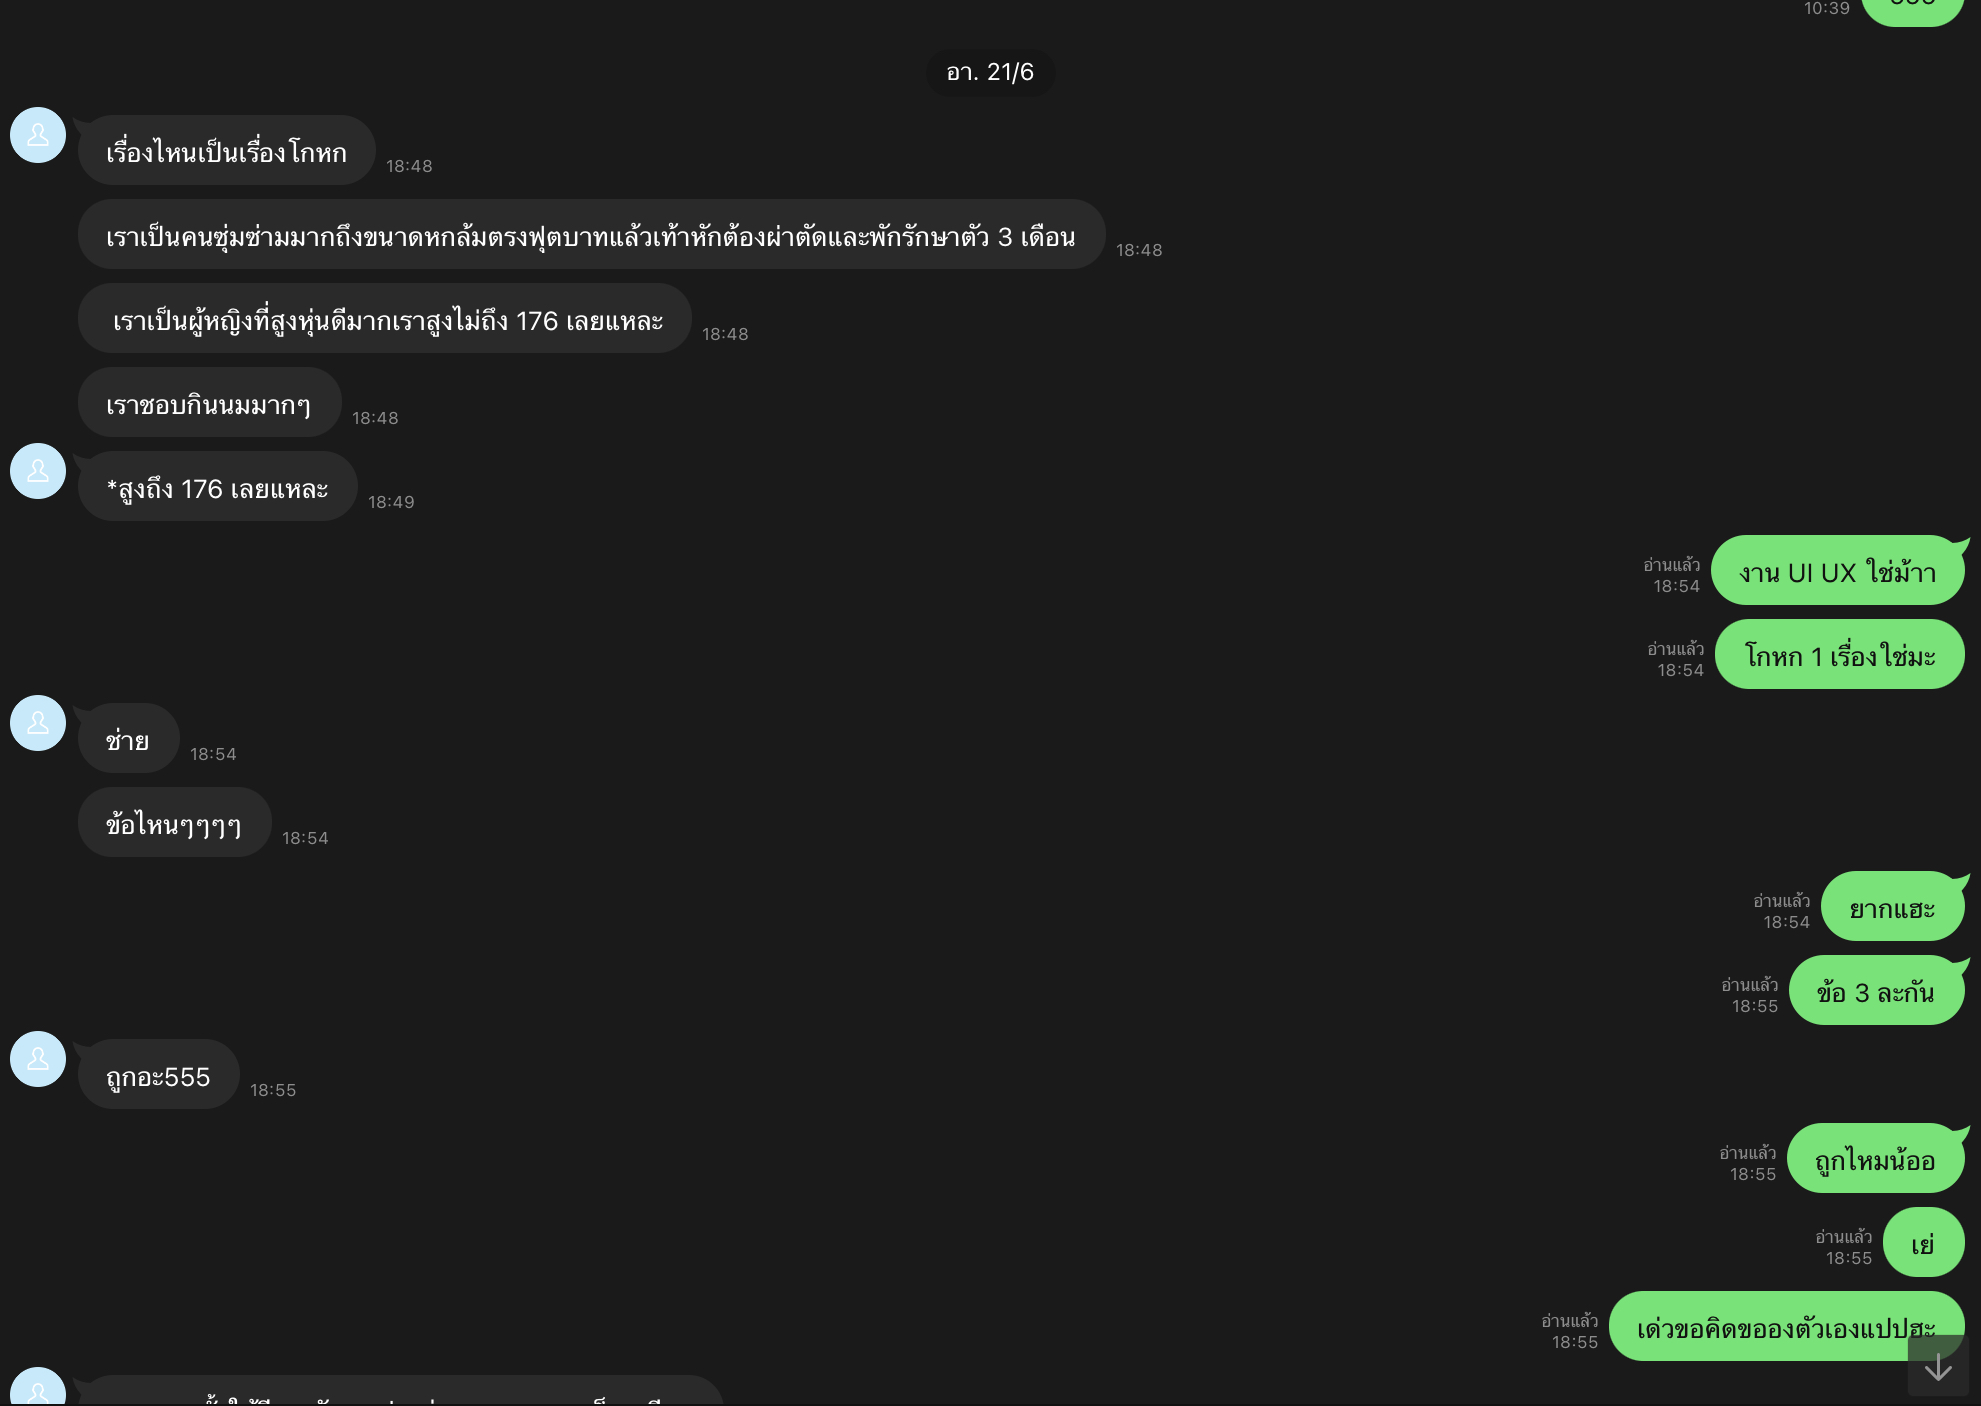 10:39
อา. 21/6
เรื่องไหนเป็นเรื่องโกหก
18:48
เราเป็นคนซุ่มซ่ามมากถึงขนาดหกล้มตรงฟุตบาทแล้วเท้าหักต้องผ่าตัดและพักรักษาตัว 3 เดือน
18:48
เราเป็นผู้หญิงที่สูงหุ่นดีมากเราสูงไม่ถึง 176 เลยแหละ
18:48
เราชอบกินนมมากๆ
18:48
*สูงถึง 176 เลยแหละ
18:49
อ่านแล้ว
18:54
งาน UI UX ใช่ม้าา
อ่านแล้ว
18:54
โกหก 1 เรื่องใช่มะ
ช่าย
18:54
ข้อไหนๆๆๆๆ
18:54
อ่านแล้ว
18:54
ยากแฮะ
อ่านแล้ว
18:55
ข้อ 3 ละกัน
ถูกอะ555
18:55
อ่านแล้ว
18:55
ถูกไหมน้ออ
อ่านแล้ว
18:55
เย่
อ่านแล้ว
18:55
เด่วขอคิดขอองตัวเองแปปฮะ